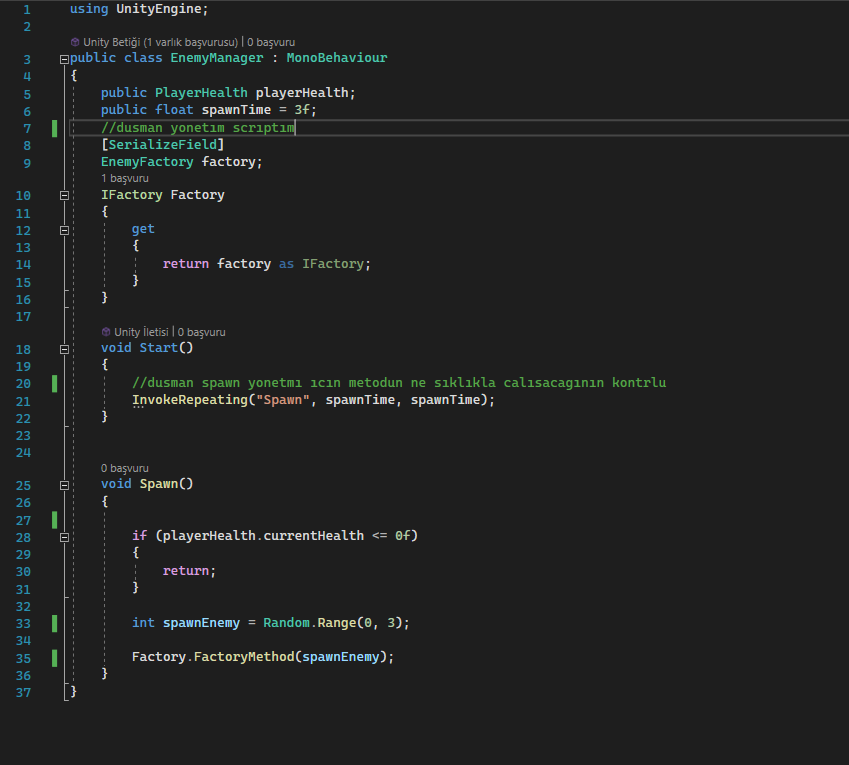 1 using UnityEngine;
2
Unity Betiği (1 varlık başvurusu) | 0 başvuru
3 public class EnemyManager : MonoBehaviour
4 {
5 public PlayerHealth playerHealth;
6 public float spawnTime = 3f;
7 //dusman yonetım scrıptım
8 [SerializeField]
9 EnemyFactory factory;
1 başvuru
10 IFactory Factory
11 {
12 get
13 {
14 return factory as IFactory;
15 }
16 }
17
Unity İletisi | 0 başvuru
18 void Start()
19 {
20 //dusman spawn yonetmı ıcın metodun ne sıklıkla calısacagının kontrlu
21 InvokeRepeating("Spawn", spawnTime, spawnTime);
22 }
23
24
0 başvuru
25 void Spawn()
26 {
27
28 if (playerHealth.currentHealth <= 0f)
29 {
30 return;
31 }
32
33 int spawnEnemy = Random.Range(0, 3);
34
35 Factory.FactoryMethod(spawnEnemy);
36 }
37 }